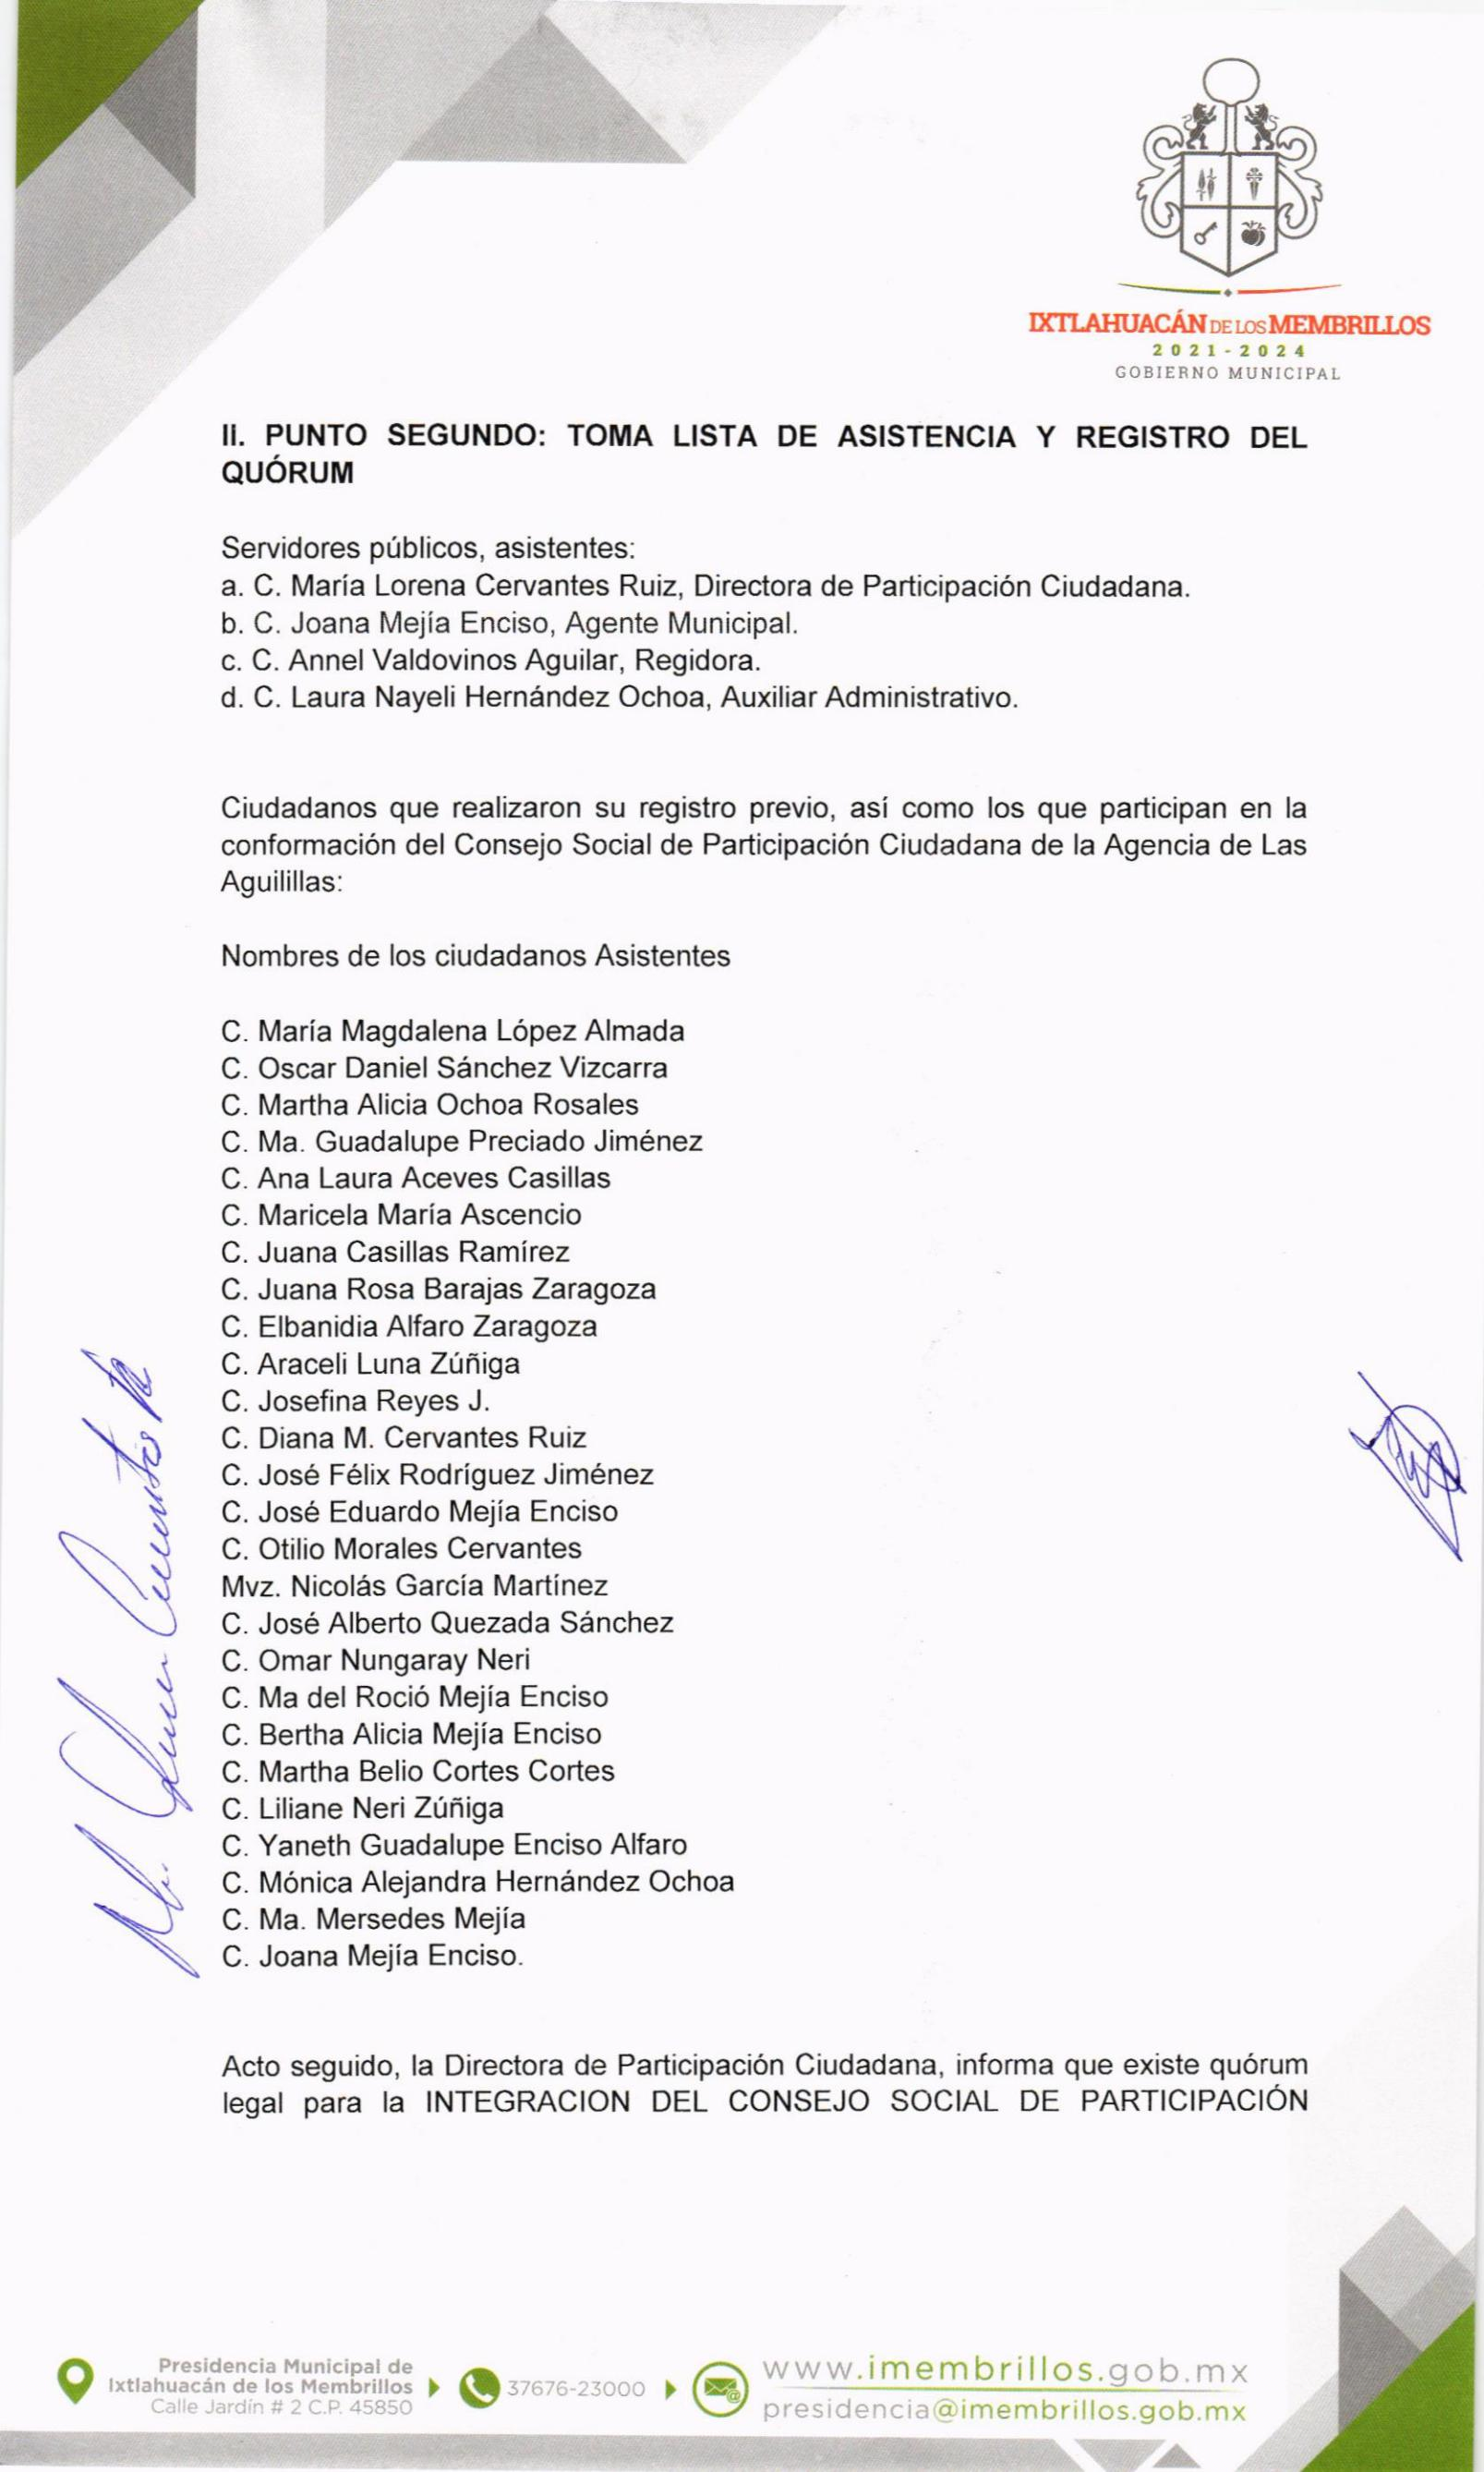 IXTLAHUACÁN DE LOS MEMBRILLOS
2021-2024
GOBIERNO MUNICIPAL
II. PUNTO SEGUNDO: TOMA LISTA DE ASISTENCIA Y REGISTRO DEL
QUÓRUM
Servidores públicos, asistentes:
a. C. María Lorena Cervantes Ruiz, Directora de Participación Ciudadana.
b. C. Joana Mejía Enciso, Agente Municipal.
c. C. Annel Valdovinos Aguilar, Regidora.
d. C. Laura Nayeli Hernández Ochoa, Auxiliar Administrativo.
Ciudadanos que realizaron su registro previo, así como los que participan en la
conformación del Consejo Social de Participación Ciudadana de la Agencia de Las
Aguilillas:
Nombres de los ciudadanos Asistentes
C. María Magdalena López Almada
C. Oscar Daniel Sánchez Vizcarra
C. Martha Alicia Ochoa Rosales
C. Ma. Guadalupe Preciado Jiménez
C. Ana Laura Aceves Casillas
C. Maricela María Ascencio
C. Juana Casillas Ramírez
C. Juana Rosa Barajas Zaragoza
C. Elbanidia Alfaro Zaragoza
C. Araceli Luna Zúñiga
C. Josefina Reyes J.
C. Diana M. Cervantes Ruiz
C. José Félix Rodríguez Jiménez
C. José Eduardo Mejía Enciso
C. Otilio Morales Cervantes
Mvz. Nicolás García Martínez
C. José Alberto Quezada Sánchez
C. Omar Nungaray Neri
C. Ma del Roció Mejía Enciso
C. Bertha Alicia Mejía Enciso
C. Martha Belio Cortes Cortes
C. Liliane Neri Zúñiga
C. Yaneth Guadalupe Enciso Alfaro
C. Mónica Alejandra Hernández Ochoa
C. Ma. Mersedes Mejía
C. Joana Mejía Enciso.
Acto seguido, la Directora de Participación Ciudadana, informa que existe quórum
legal para la INTEGRACION DEL CONSEJO SOCIAL DE PARTICIPACIÓN
Presidencia Municipal de
Ixtlahuacán de los Membrillos
Calle Jardín # 2 C.P. 45850
37676-23000
www.imembrillos.gob.mx
presidencia@imembrillos.gob.mx